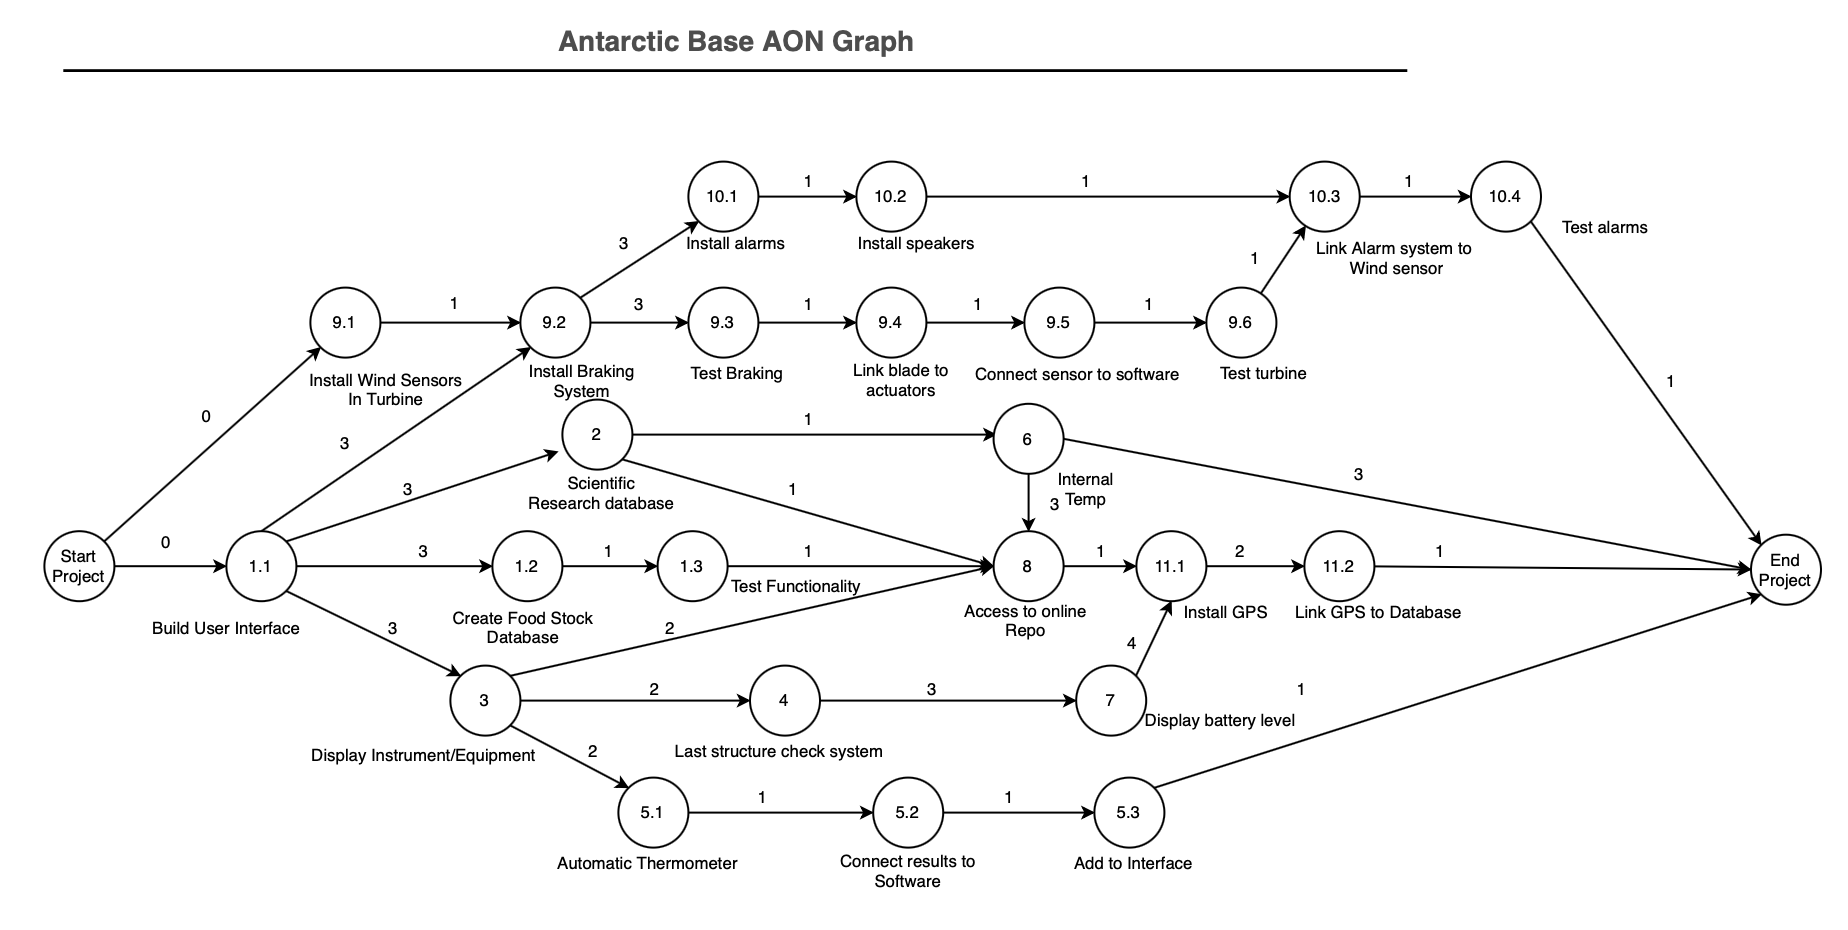 Antarctic Base AON Graph
10.1
1
10.2
1
10.3
1
10.4
Install alarms
Install speakers
Link Alarm system to
Wind sensor
Test alarms
3
1
9.1
1
9.2
3
9.3
1
9.4
1
9.5
1
9.6
Install Wind Sensors
In Turbine
Install Braking
System
Test Braking
Link blade to
actuators
Connect sensor to software
Test turbine
1
0
3
2
1
6
3
Scientific
Research database
Internal
Temp
3
1
3
Start
Project
0
1.1
3
1.2
1
1.3
1
8
1
11.1
2
11.2
1
End
Project
Build User Interface
Create Food Stock
Database
Test Functionality
Access to online
Repo
Install GPS
Link GPS to Database
3
2
4
3
2
4
3
7
1
Display Instrument/Equipment
Last structure check system
Display battery level
2
5.1
1
5.2
1
5.3
Automatic Thermometer
Connect results to
Software
Add to Interface